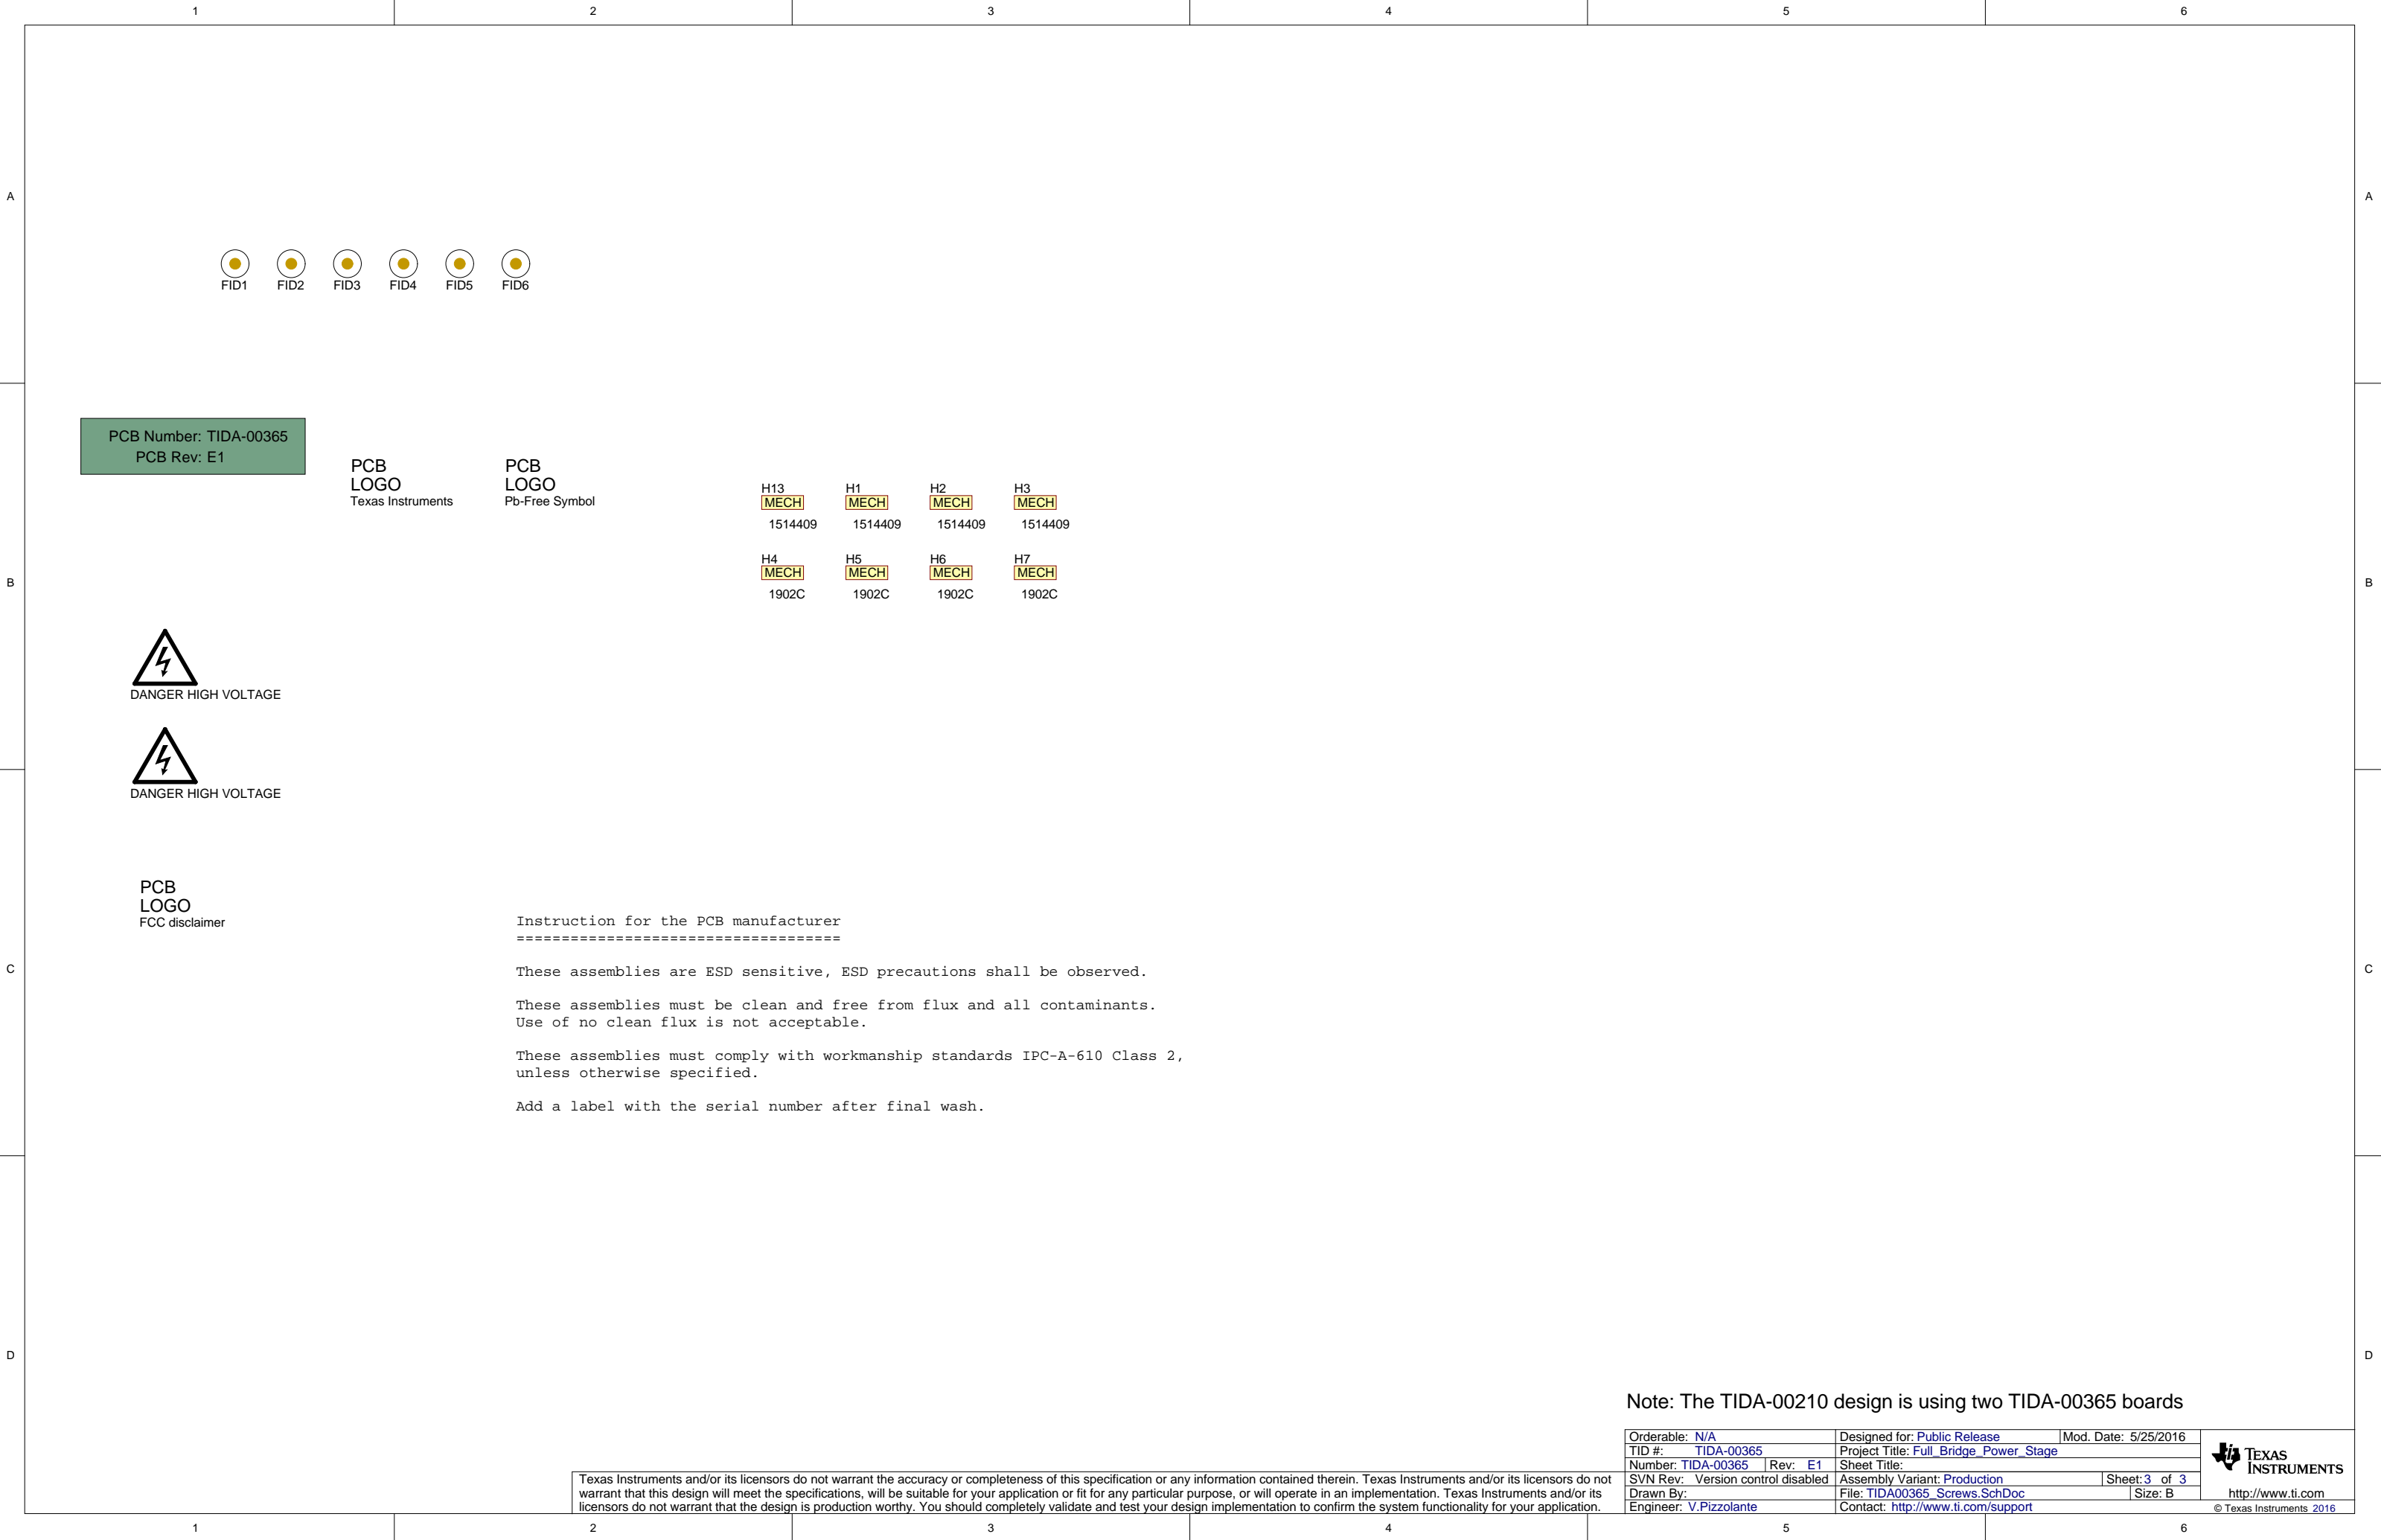 1 2 3 4 5 6
A A
FID1 FID2 FID3 FID4 FID5 FID6
PCB Number: TIDA-00365
PCB Rev: E1
PCB
LOGO
Texas Instruments
PCB
LOGO
Pb-Free Symbol
H13 H1 H2 H3
MECH MECH MECH MECH
1514409 1514409 1514409 1514409
H4 H5 H6 H7
MECH MECH MECH MECH
1902C 1902C 1902C 1902C
B B
DANGER HIGH VOLTAGE
DANGER HIGH VOLTAGE
PCB
LOGO
FCC disclaimer
Instruction for the PCB manufacturer
====================================
These assemblies are ESD sensitive, ESD precautions shall be observed.
These assemblies must be clean and free from flux and all contaminants.
Use of no clean flux is not acceptable.
These assemblies must comply with workmanship standards IPC-A-610 Class 2,
unless otherwise specified.
Add a label with the serial number after final wash.
C C
D D
Note: The TIDA-00210 design is using two TIDA-00365 boards
Texas Instruments and/or its licensors do not warrant the accuracy or completeness of this specification or any information contained therein. Texas Instruments and/or its licensors do not
warrant that this design will meet the specifications, will be suitable for your application or fit for any particular purpose, or will operate in an implementation. Texas Instruments and/or its
licensors do not warrant that the design is production worthy. You should completely validate and test your design implementation to confirm the system functionality for your application.
Orderable: N/A Designed for: Public Release Mod. Date: 5/25/2016
TID #: TIDA-00365 Project Title: Full_Bridge_Power_Stage
Number: TIDA-00365 Rev: E1 Sheet Title:
SVN Rev: Version control disabled Assembly Variant: Production Sheet: 3 of 3
Drawn By: File: TIDA00365_Screws.SchDoc Size: B
Engineer: V.Pizzolante Contact: http://www.ti.com/support
TEXAS
INSTRUMENTS
http://www.ti.com
© Texas Instruments 2016
1 2 3 4 5 6